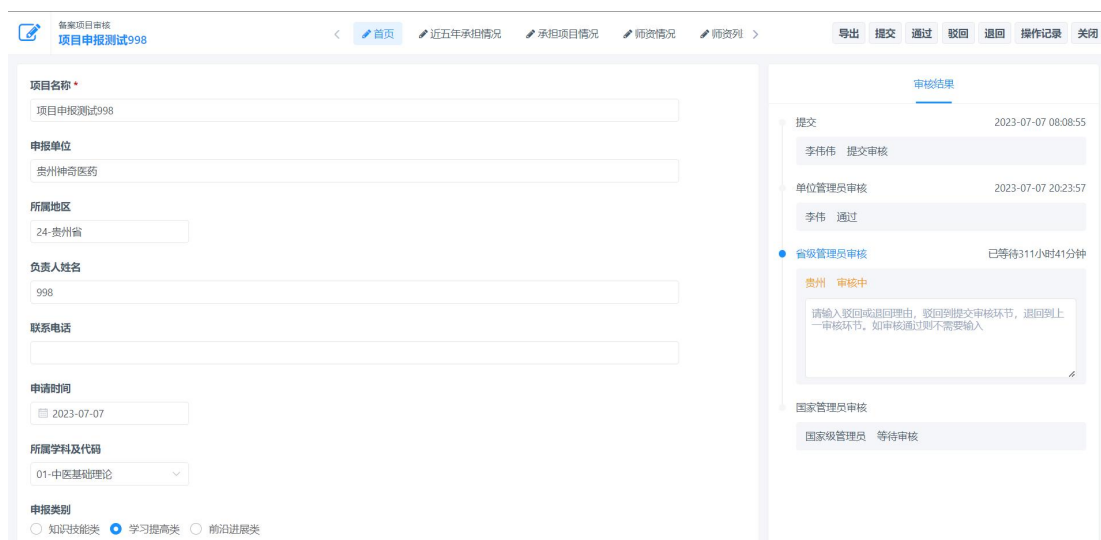 备案项目审核
项目申报测试998
首页 近五年承担情况 承担项目情况 师资情况 师资列
导出 提交 通过 驳回 退回 操作记录 关闭
项目名称 *
项目申报测试998
申报单位
贵州神奇医药
所属地区
24-贵州省
负责人姓名
998
联系电话
申请时间
2023-07-07
所属学科及代码
01-中医基础理论
申报类别
知识技能类 学习提高类 前沿进展类
审核结果
提交 2023-07-07 08:08:55
李伟伟 提交审核
单位管理员审核 2023-07-07 20:23:57
李伟 通过
省级管理员审核 已等待311小时41分钟
贵州 审核中
请输入驳回或退回理由，驳回到提交审核环节，退回到上
一审核环节。如审核通过则不需要输入
国家管理员审核
国家级管理员 等待审核